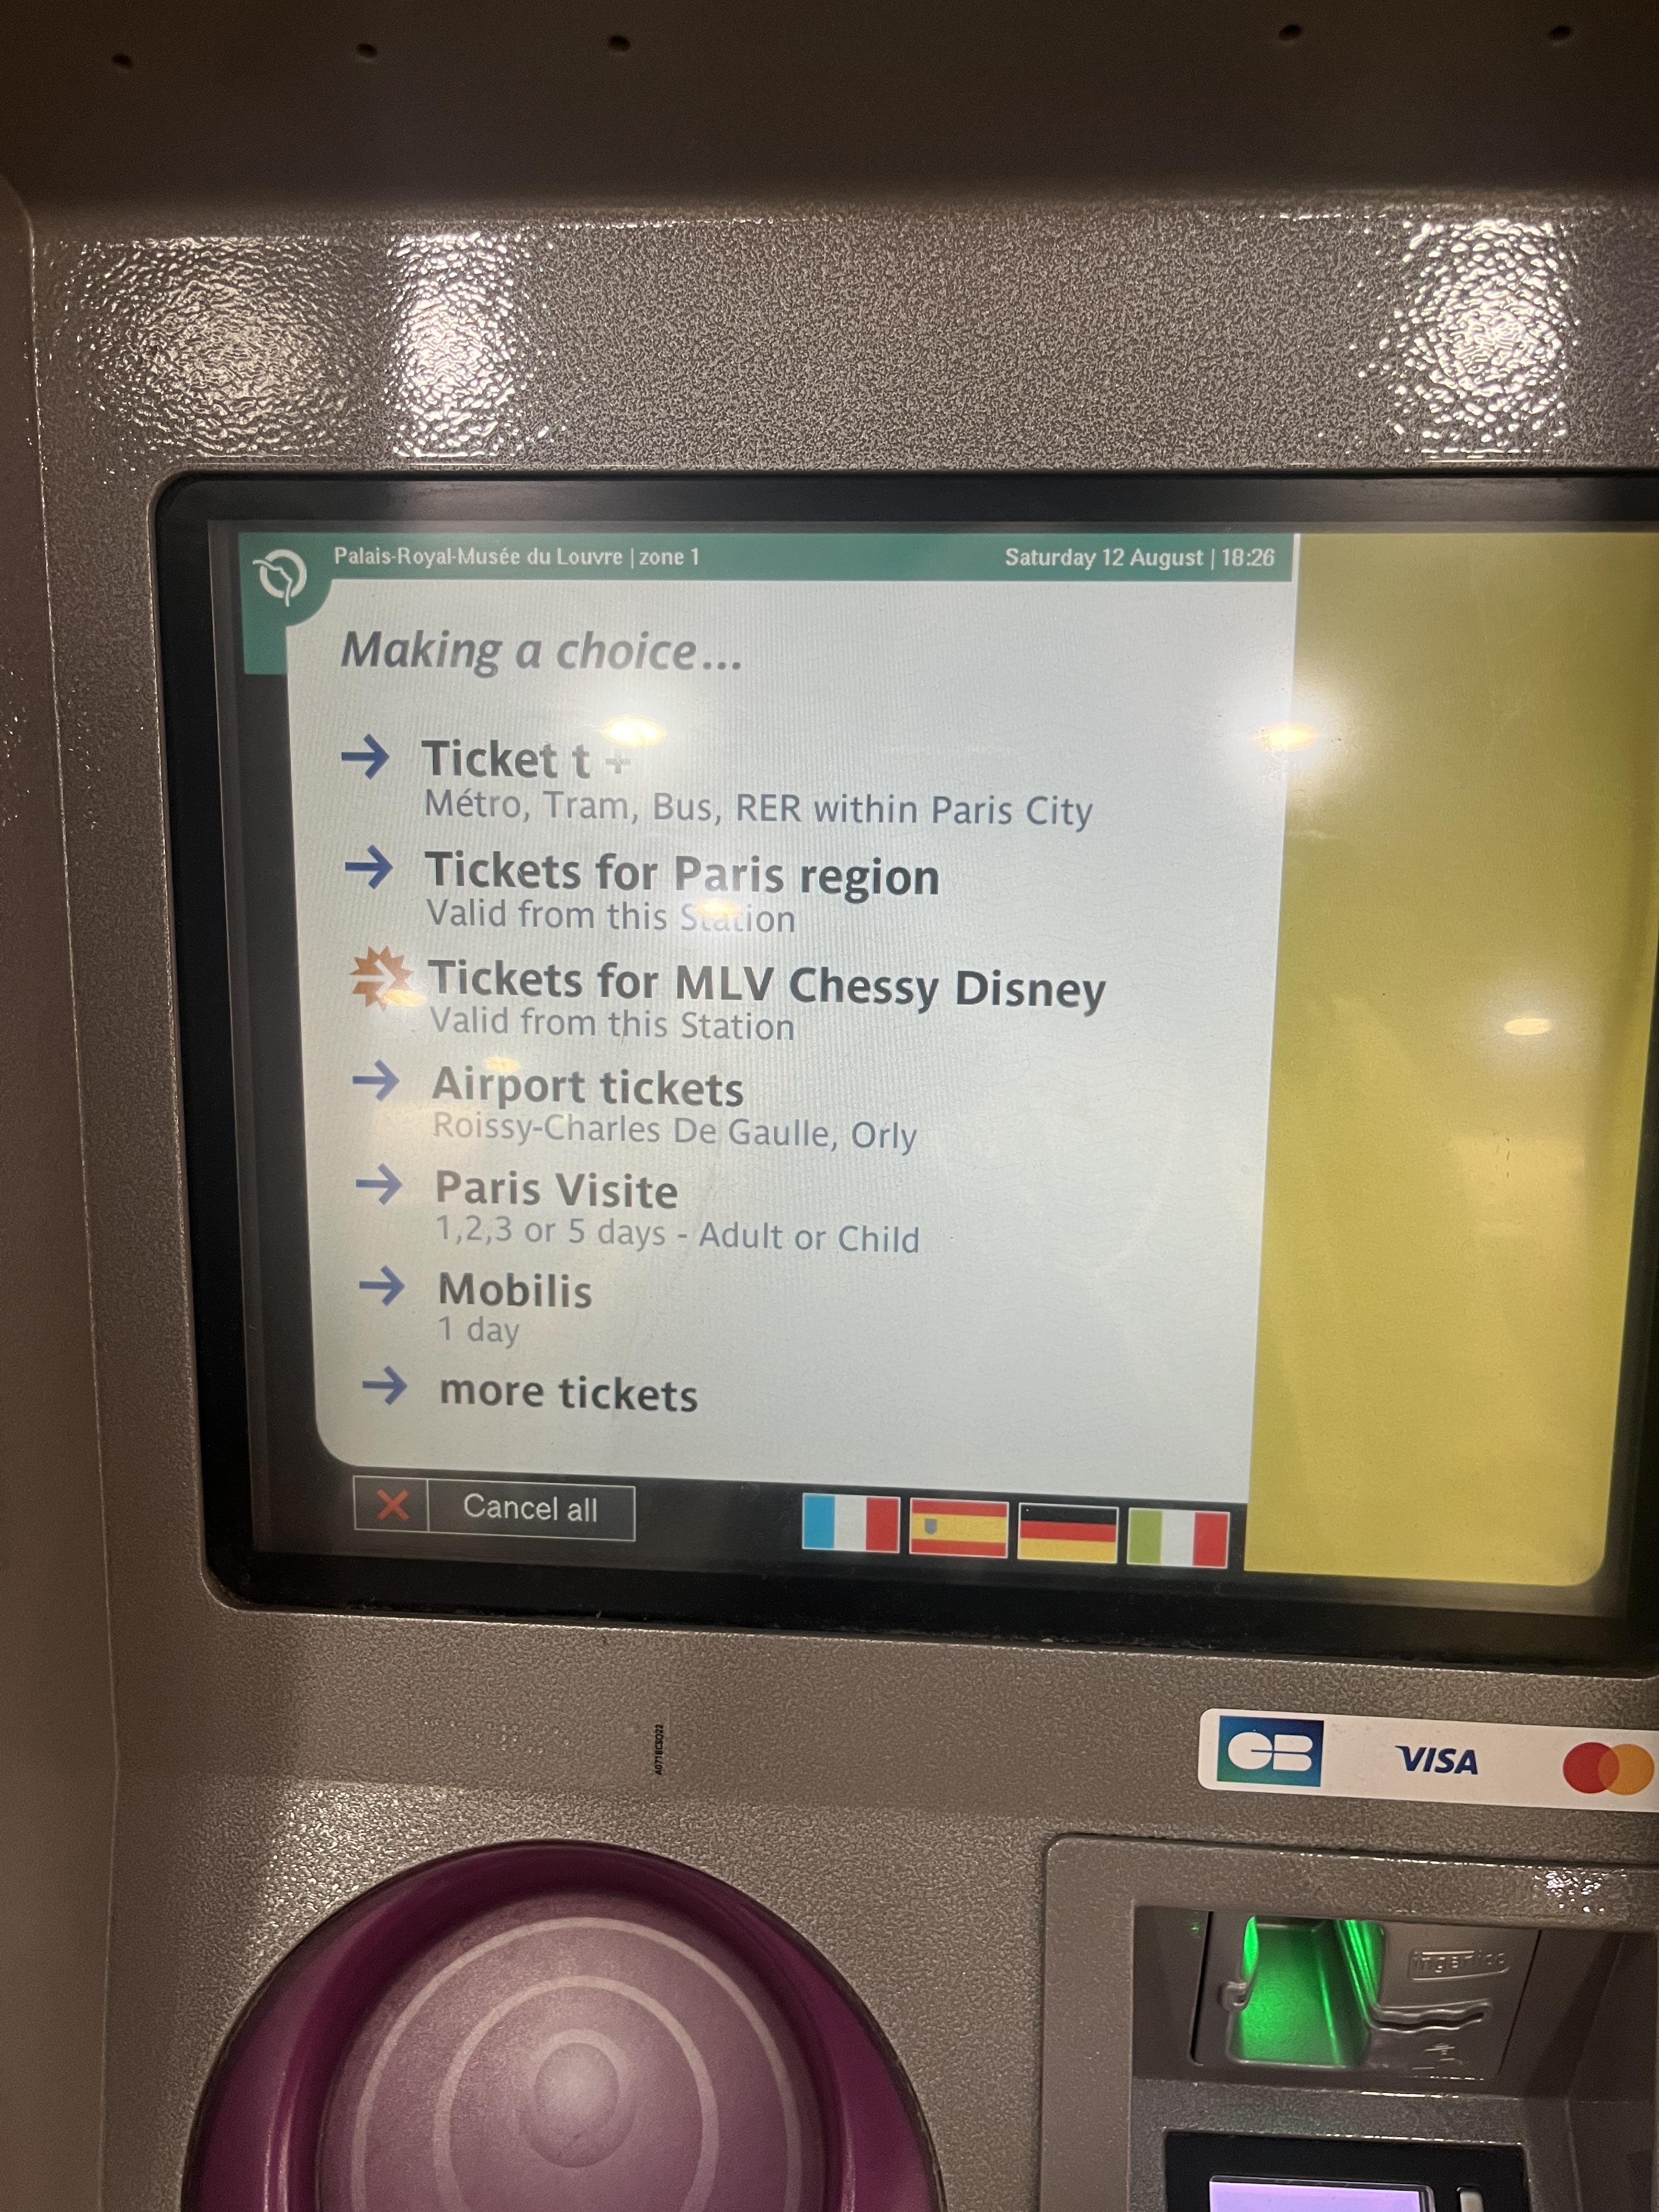 Palais-Royal-Musée du Louvre | zone 1
Saturday 12 August | 18:26
Making a choice...
Ticket t +
Métro, Tram, Bus, RER within Paris City
Tickets for Paris region
Valid from this Station
Tickets for MLV Chessy Disney
Valid from this Station
Airport tickets
Roissy-Charles De Gaulle, Orly
Paris Visite
1,2,3 or 5 days - Adult or Child
Mobilis
1 day
more tickets
Cancel all
CB
VISA
ingenico